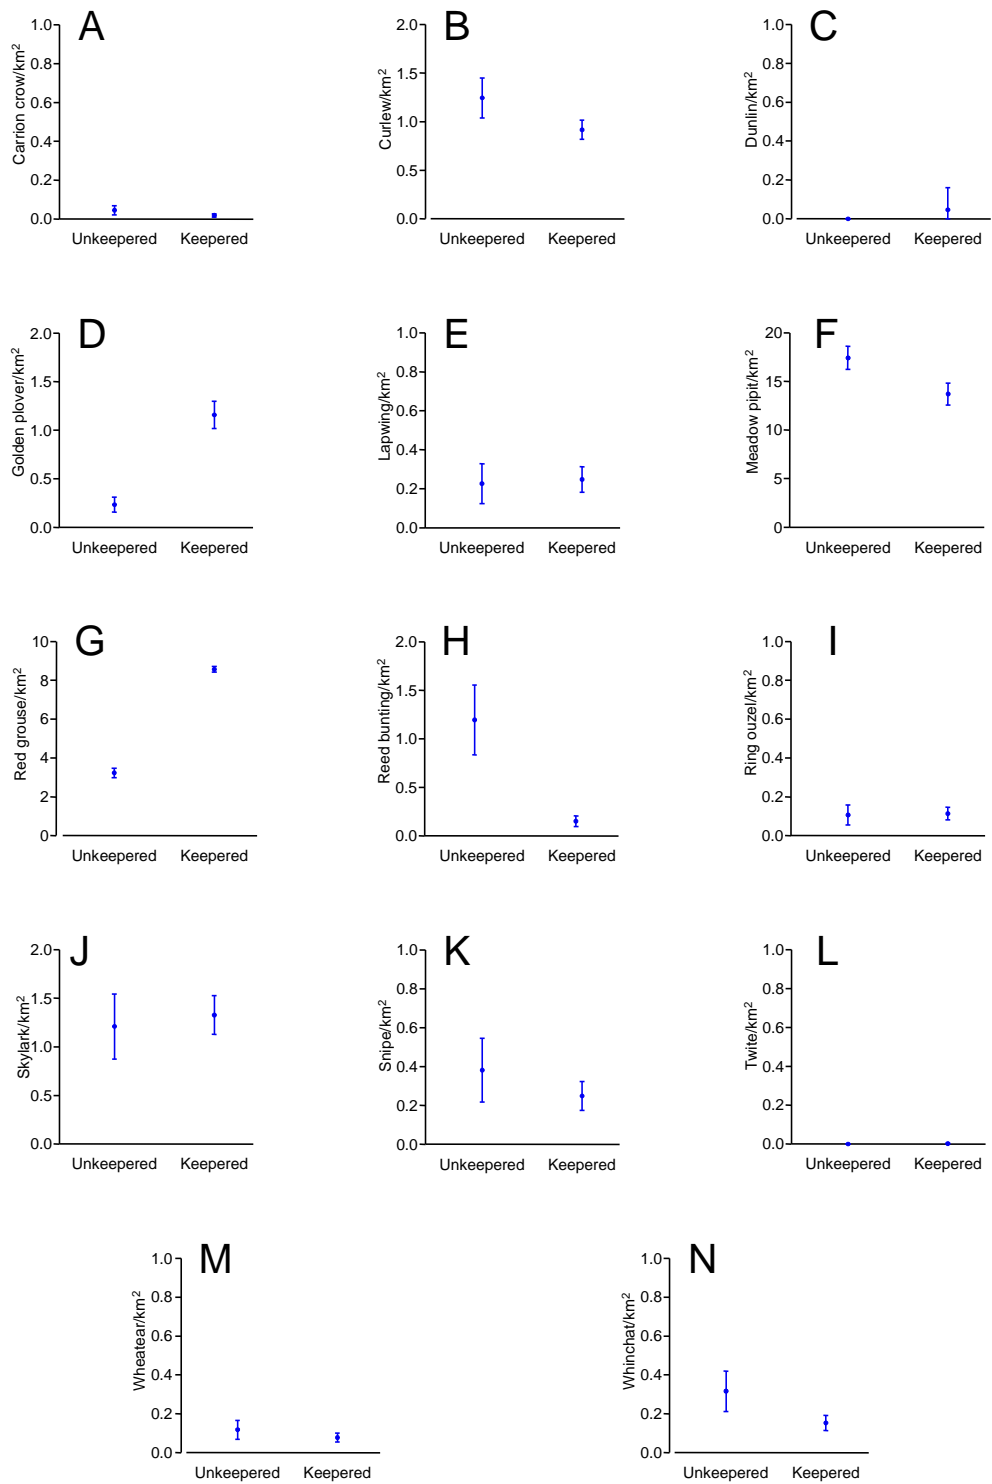 A
Carrion crow/km²
1.0
0.8
0.6
0.4
0.2
0.0
Unkeepered Keepered
B
Curlew/km²
2.0
1.5
1.0
0.5
0.0
Unkeepered Keepered
C
Dunlin/km²
1.0
0.8
0.6
0.4
0.2
0.0
Unkeepered Keepered
D
Golden plover/km²
2.0
1.5
1.0
0.5
0.0
Unkeepered Keepered
E
Lapwing/km²
1.0
0.8
0.6
0.4
0.2
0.0
Unkeepered Keepered
F
Meadow pipit/km²
20
15
10
5
0
Unkeepered Keepered
G
Red grouse/km²
10
8
6
4
2
0
Unkeepered Keepered
H
Reed bunting/km²
2.0
1.5
1.0
0.5
0.0
Unkeepered Keepered
I
Ring ouzel/km²
1.0
0.8
0.6
0.4
0.2
0.0
Unkeepered Keepered
J
Skylark/km²
2.0
1.5
1.0
0.5
0.0
Unkeepered Keepered
K
Snipe/km²
1.0
0.8
0.6
0.4
0.2
0.0
Unkeepered Keepered
L
Twite/km²
1.0
0.8
0.6
0.4
0.2
0.0
Unkeepered Keepered
M
Wheatear/km²
1.0
0.8
0.6
0.4
0.2
0.0
Unkeepered Keepered
N
Whinchat/km²
1.0
0.8
0.6
0.4
0.2
0.0
Unkeepered Keepered